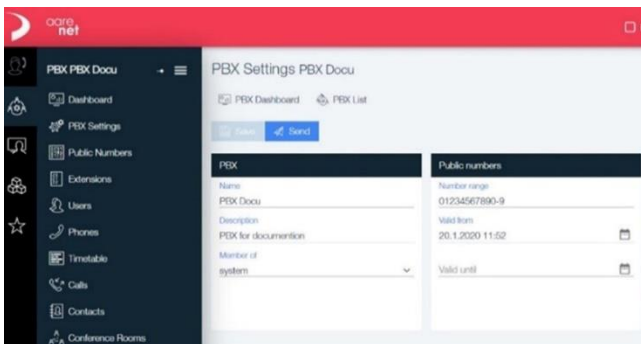 aare
net
PBX PBX Docu
Dashboard
PBX Settings
Public Numbers
Extensions
Users
Phones
Timetable
Calls
Contacts
Conference Rooms
PBX Settings PBX Docu
PBX Dashboard PBX List
Save Send
PBX
Name
PBX Docu
Description
PBX for documention
Member of
system
Public numbers
Number range
01234567890-9
Valid from
20.1.2020 11:52
Valid until